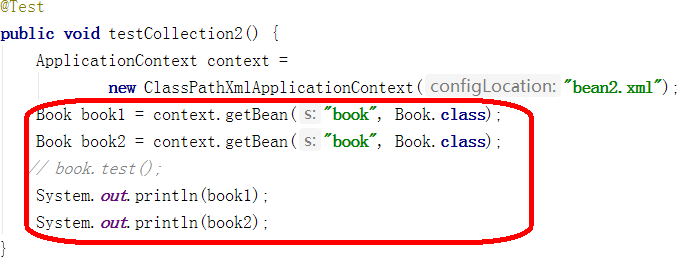 @Test
public void testCollection2() {
ApplicationContext context =
new ClassPathXmlApplicationContext( configLocation: "bean2.xml");
Book book1 = context.getBean( s: "book", Book.class);
Book book2 = context.getBean( s: "book", Book.class);
// book.test();
System.out.println(book1);
System.out.println(book2);
}